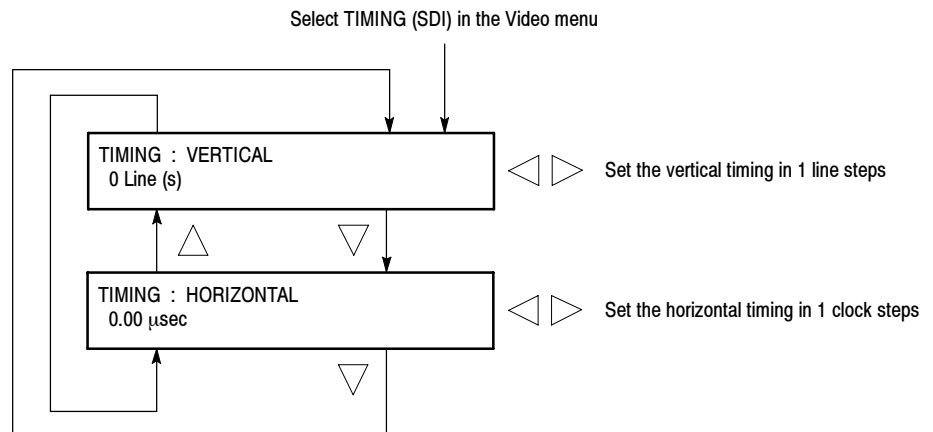 Select TIMING (SDI) in the Video menu
TIMING : VERTICAL
0 Line (s)
Set the vertical timing in 1 line steps
TIMING : HORIZONTAL
0.00 μsec
Set the horizontal timing in 1 clock steps